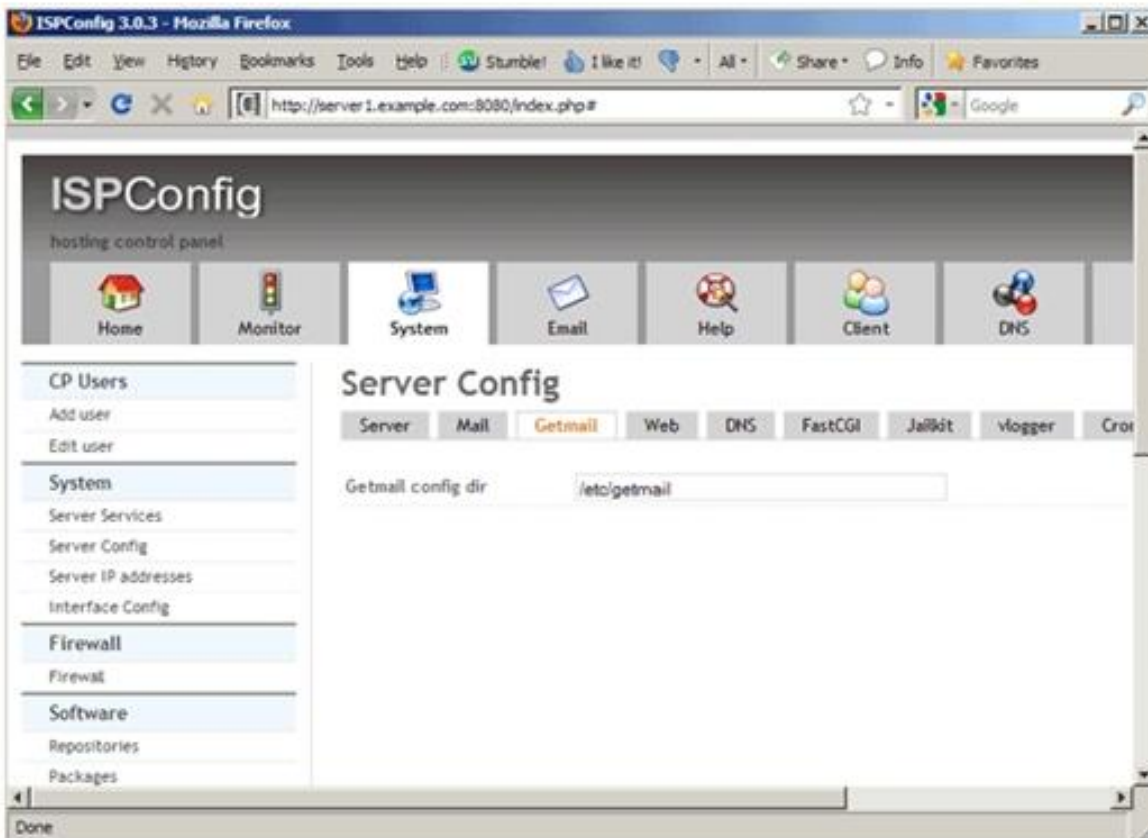 ISPConfig 3.0.3 - Mozilla Firefox
File Edit View History Bookmarks Tools Help Stumble! I like it! All Share Info Favorites
http://server1.example.com:8080/index.php# Google
ISPConfig
hosting control panel
Home Monitor System Email Help Client DNS
CP Users
Add user
Edit user
System
Server Services
Server Config
Server IP addresses
Interface Config
Firewall
Firewall
Software
Repositories
Packages
Server Config
Server Mail Getmail Web DNS FastCGI Jailkit vlogger Cron
Getmail config dir /etc/getmail
Done